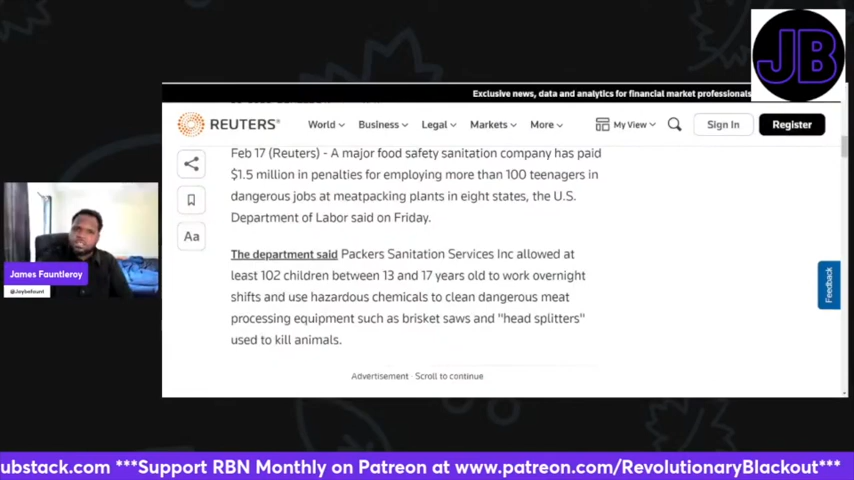 JB
Exclusive news, data and analytics for financial market professionals
REUTERS®
World
Business
Legal
Markets
More
My View
Sign In
Register
Feb 17 (Reuters) - A major food safety sanitation company has paid
$1.5 million in penalties for employing more than 100 teenagers in
dangerous jobs at meatpacking plants in eight states, the U.S.
Department of Labor said on Friday.
Aa
The department said Packers Sanitation Services Inc allowed at
least 102 children between 13 and 17 years old to work overnight
shifts and use hazardous chemicals to clean dangerous meat
processing equipment such as brisket saws and "head splitters"
used to kill animals.
Feedback
James Fauntleroy
Advertisement · Scroll to continue
ubstack.com ***Support RBN Monthly on Patreon at www.patreon.com/RevolutionaryBlackout***